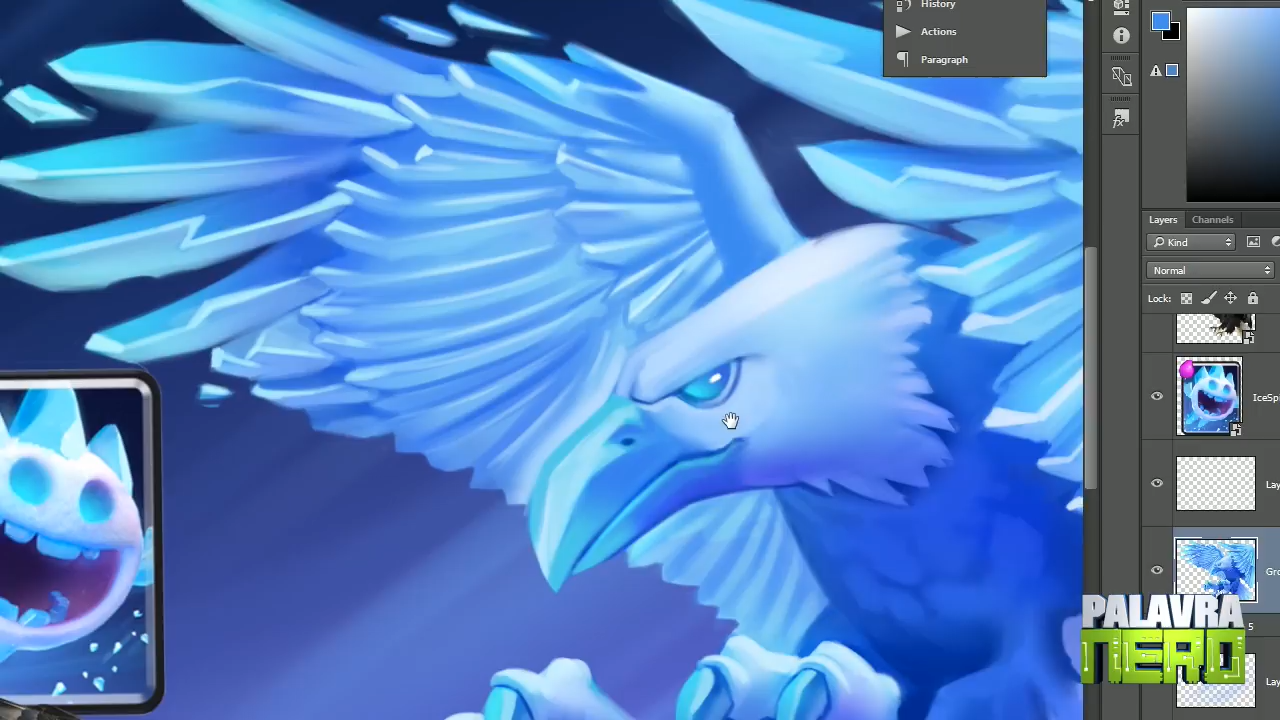 History
Actions
Paragraph
Layers
Channels
Kind
Normal
Lock:
IceSp
Lay
Gro
5
Lay
PALAVRA
NERD